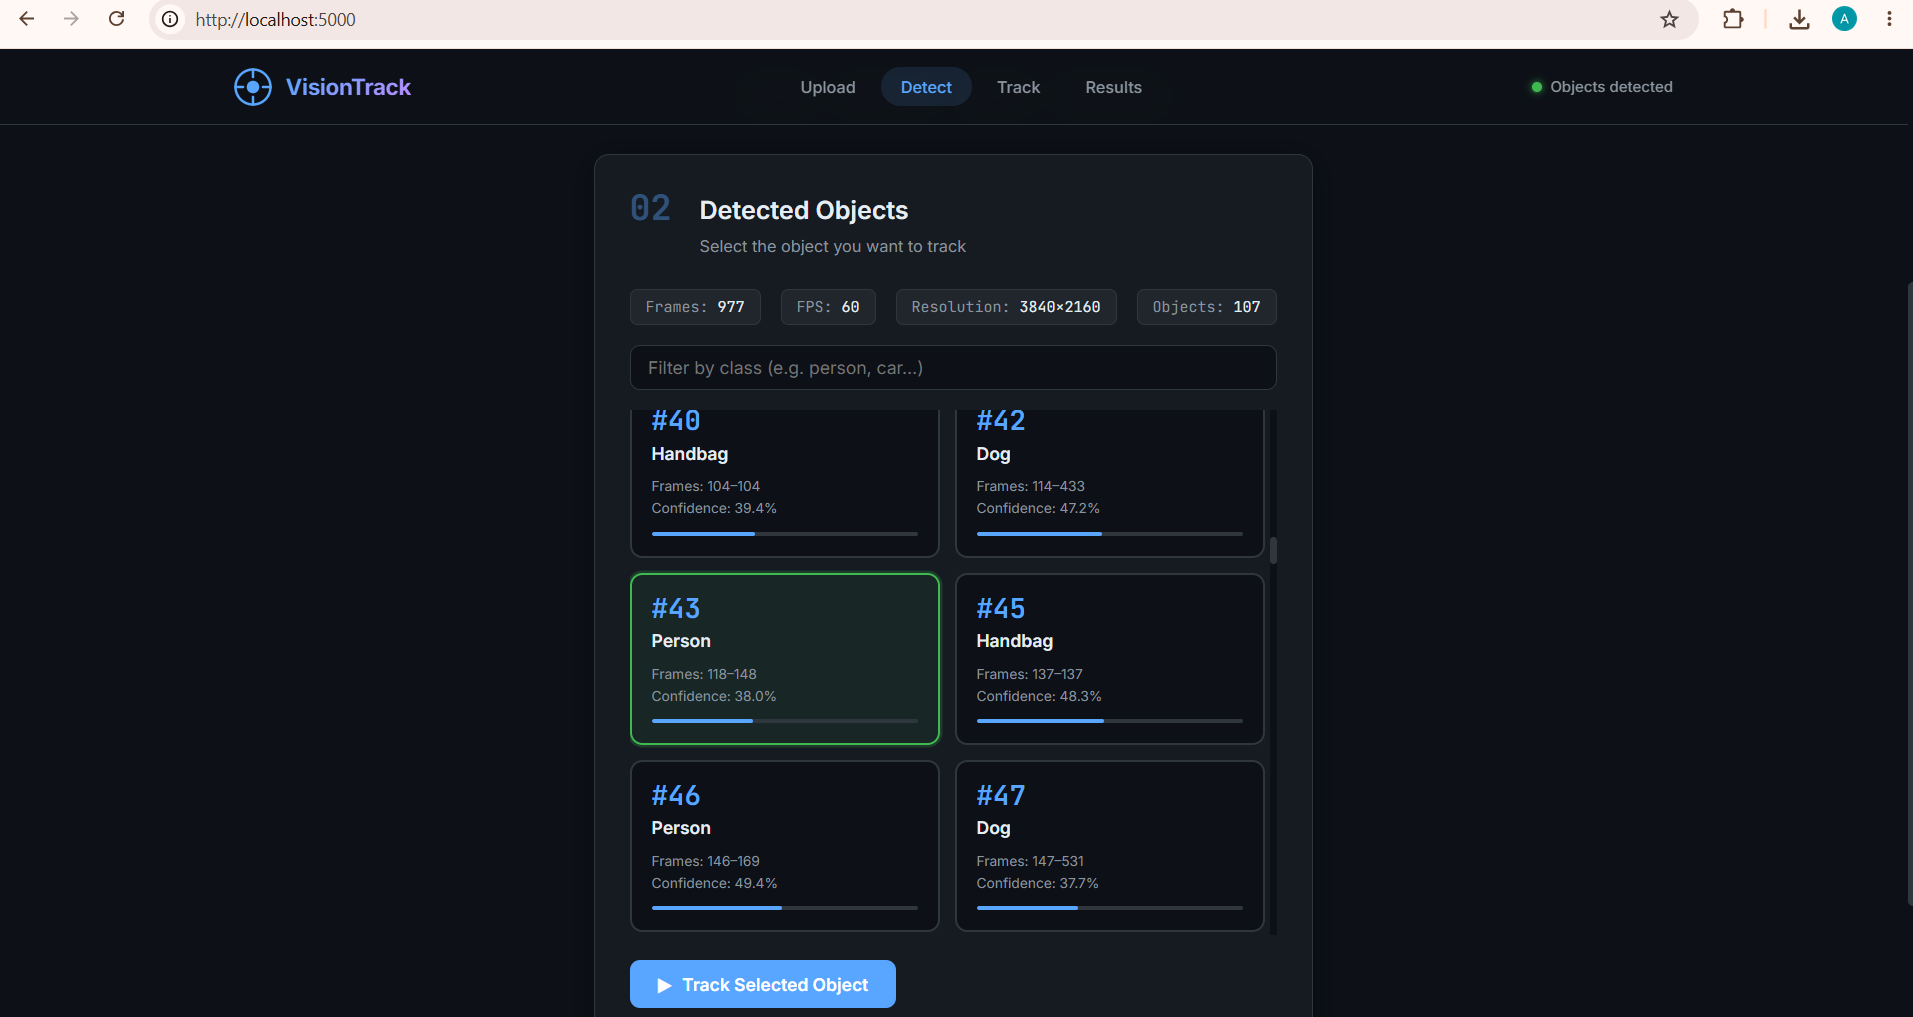 http://localhost:5000
A
VisionTrack
Upload
Detect
Track
Results
Objects detected
02
Detected Objects
Select the object you want to track
Frames: 977
FPS: 60
Resolution: 3840×2160
Objects: 107
Filter by class (e.g. person, car...)
#40
Handbag
Frames: 104–104
Confidence: 39.4%
#42
Dog
Frames: 114–433
Confidence: 47.2%
#43
Person
Frames: 118–148
Confidence: 38.0%
#45
Handbag
Frames: 137–137
Confidence: 48.3%
#46
Person
Frames: 146–169
Confidence: 49.4%
#47
Dog
Frames: 147–531
Confidence: 37.7%
Track Selected Object